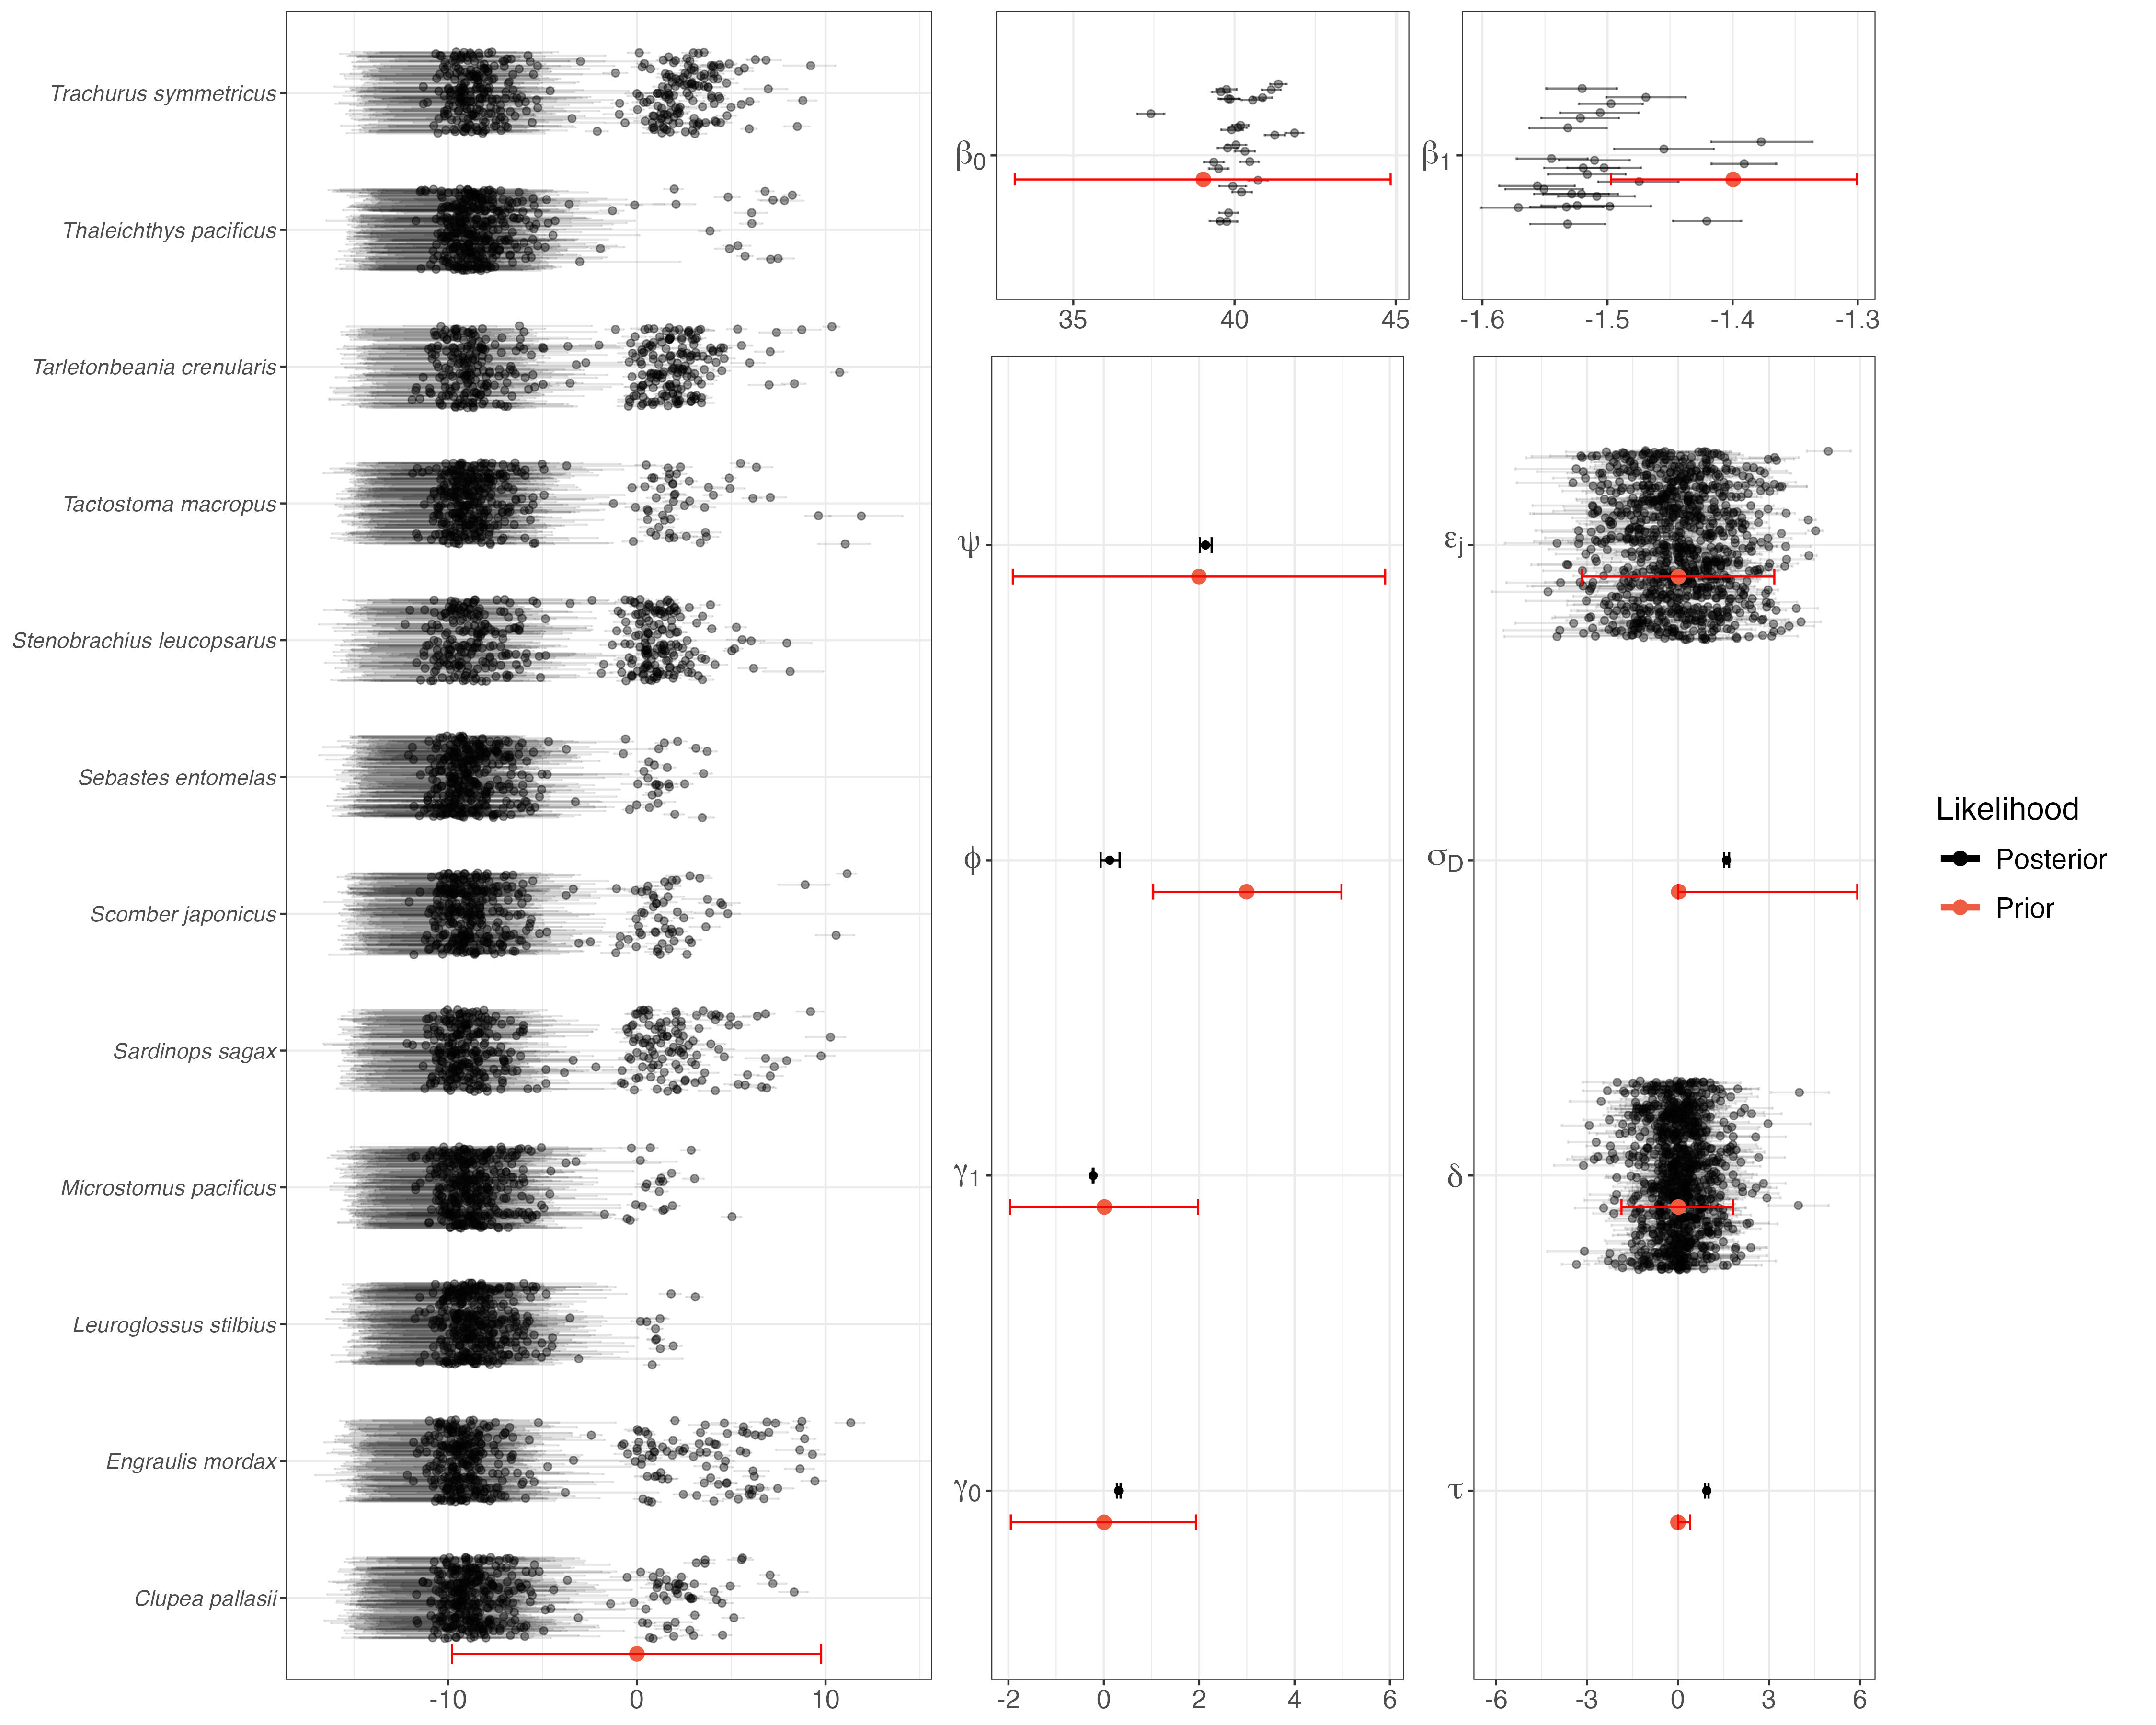 Trachurus symmetricus
Thaleichthys pacificus
Tarletonbeania crenularis
Tactostoma macropus
Stenobrachius leucopsarus
Sebastes entomelas
Scomber japonicus
Sardinops sagax
Microstomus pacificus
Leuroglossus stilbius
Engraulis mordax
Clupea pallasii
-10 0 10
β0
35 40 45
β1
-1.6 -1.5 -1.4 -1.3
ψ
ϕ
γ1
γ0
-2 0 2 4 6
εj
σD
δ
τ
-6 -3 0 3 6
Likelihood
Posterior
Prior